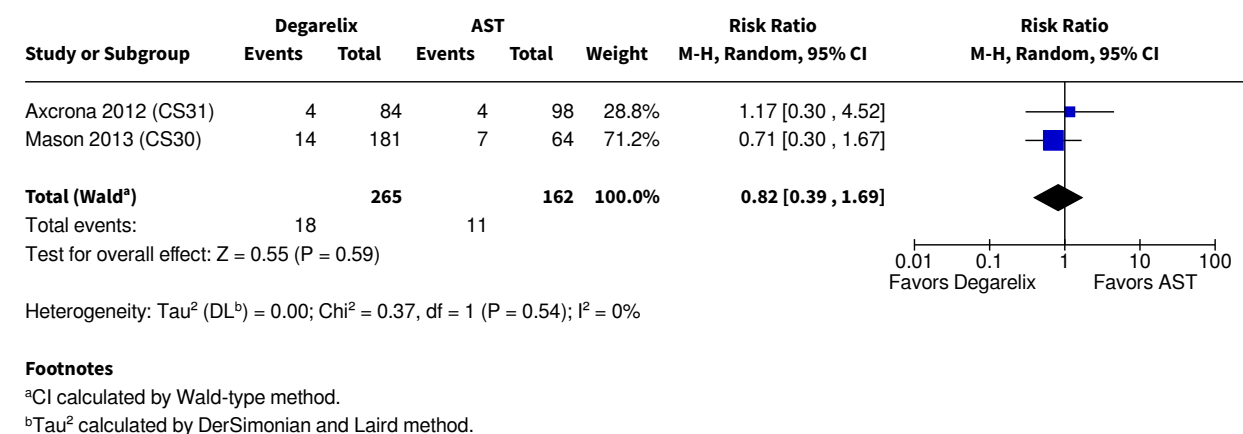 Degarelix AST Risk Ratio Risk Ratio
Study or Subgroup Events Total Events Total Weight M-H, Random, 95% CI M-H, Random, 95% CI
Axcrona 2012 (CS31) 4 84 4 98 28.8% 1.17 [0.30 , 4.52]
Mason 2013 (CS30) 14 181 7 64 71.2% 0.71 [0.30 , 1.67]
Total (Waldᵃ) 265 162 100.0% 0.82 [0.39 , 1.69]
Total events: 18 11
Test for overall effect: Z = 0.55 (P = 0.59)
0.01 0.1 1 10 100
Favors Degarelix Favors AST
Heterogeneity: Tau² (DLᵇ) = 0.00; Chi² = 0.37, df = 1 (P = 0.54); I² = 0%
Footnotes
ᵃCI calculated by Wald-type method.
ᵇTau² calculated by DerSimonian and Laird method.